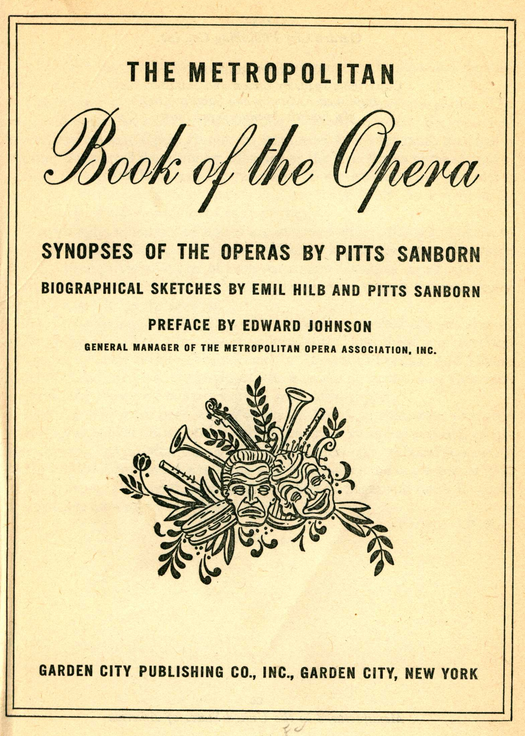 THE METROPOLITAN
Book of the Opera
SYNOPSES OF THE OPERAS BY PITTS SANBORN
BIOGRAPHICAL SKETCHES BY EMIL HILB AND PITTS SANBORN
PREFACE BY EDWARD JOHNSON
GENERAL MANAGER OF THE METROPOLITAN OPERA ASSOCIATION, INC.
GARDEN CITY PUBLISHING CO., INC., GARDEN CITY, NEW YORK